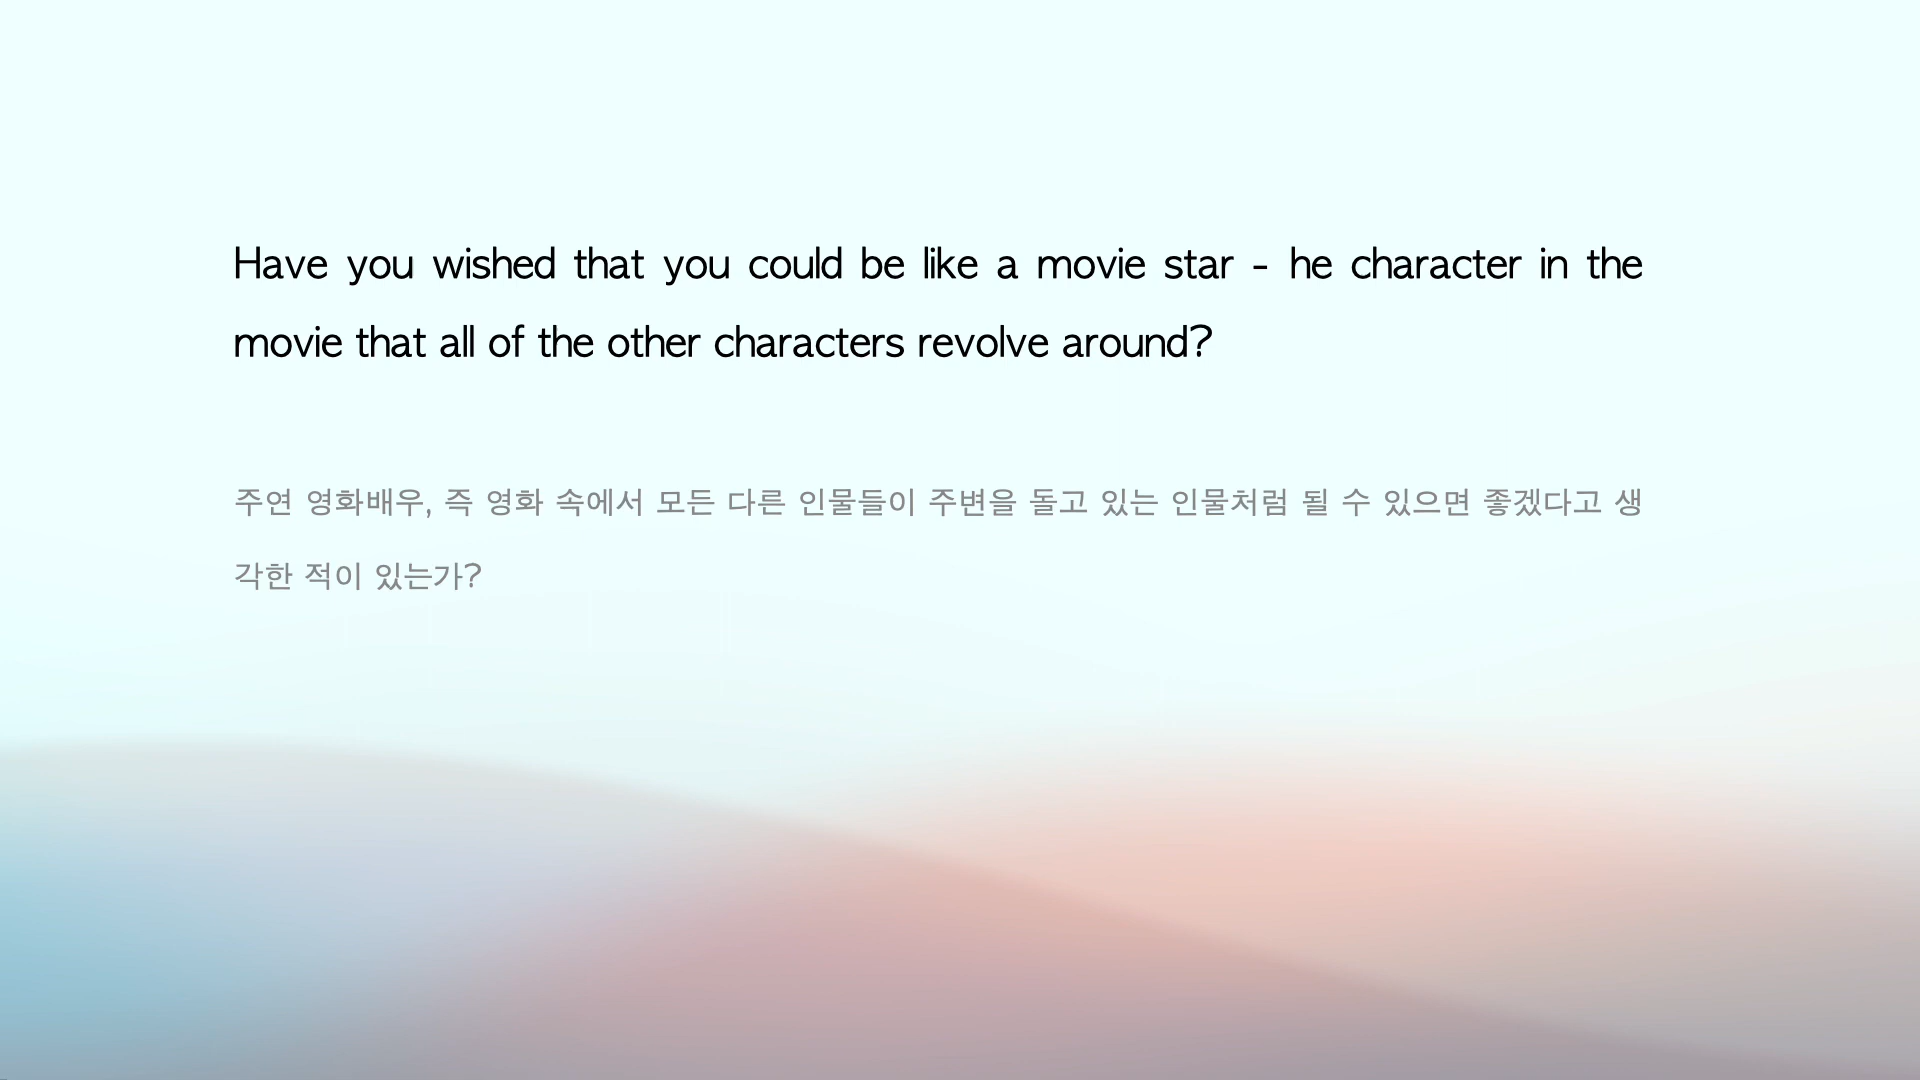 Have you wished that you could be like a movie star - he character in the
movie that all of the other characters revolve around?
주연 영화배우, 즉 영화 속에서 모든 다른 인물들이 주변을 돌고 있는 인물처럼 될 수 있으면 좋겠다고 생
각한 적이 있는가?